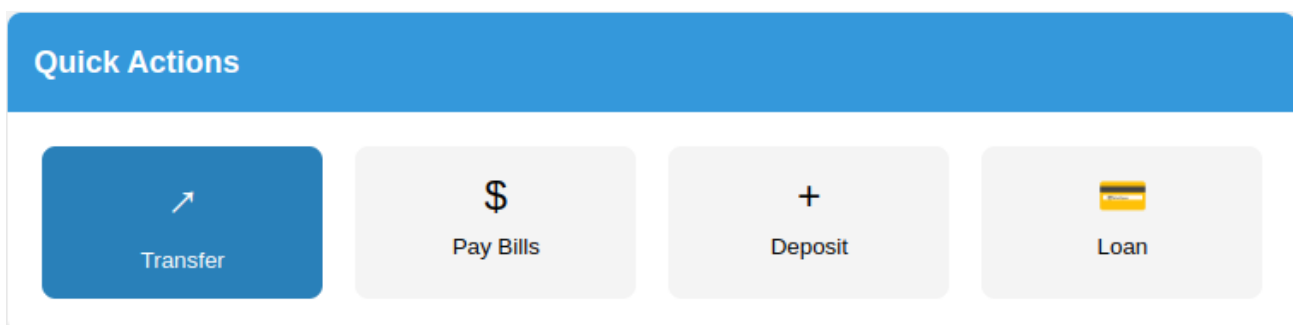 Quick Actions
↗ $ + 💳
Transfer Pay Bills Deposit Loan